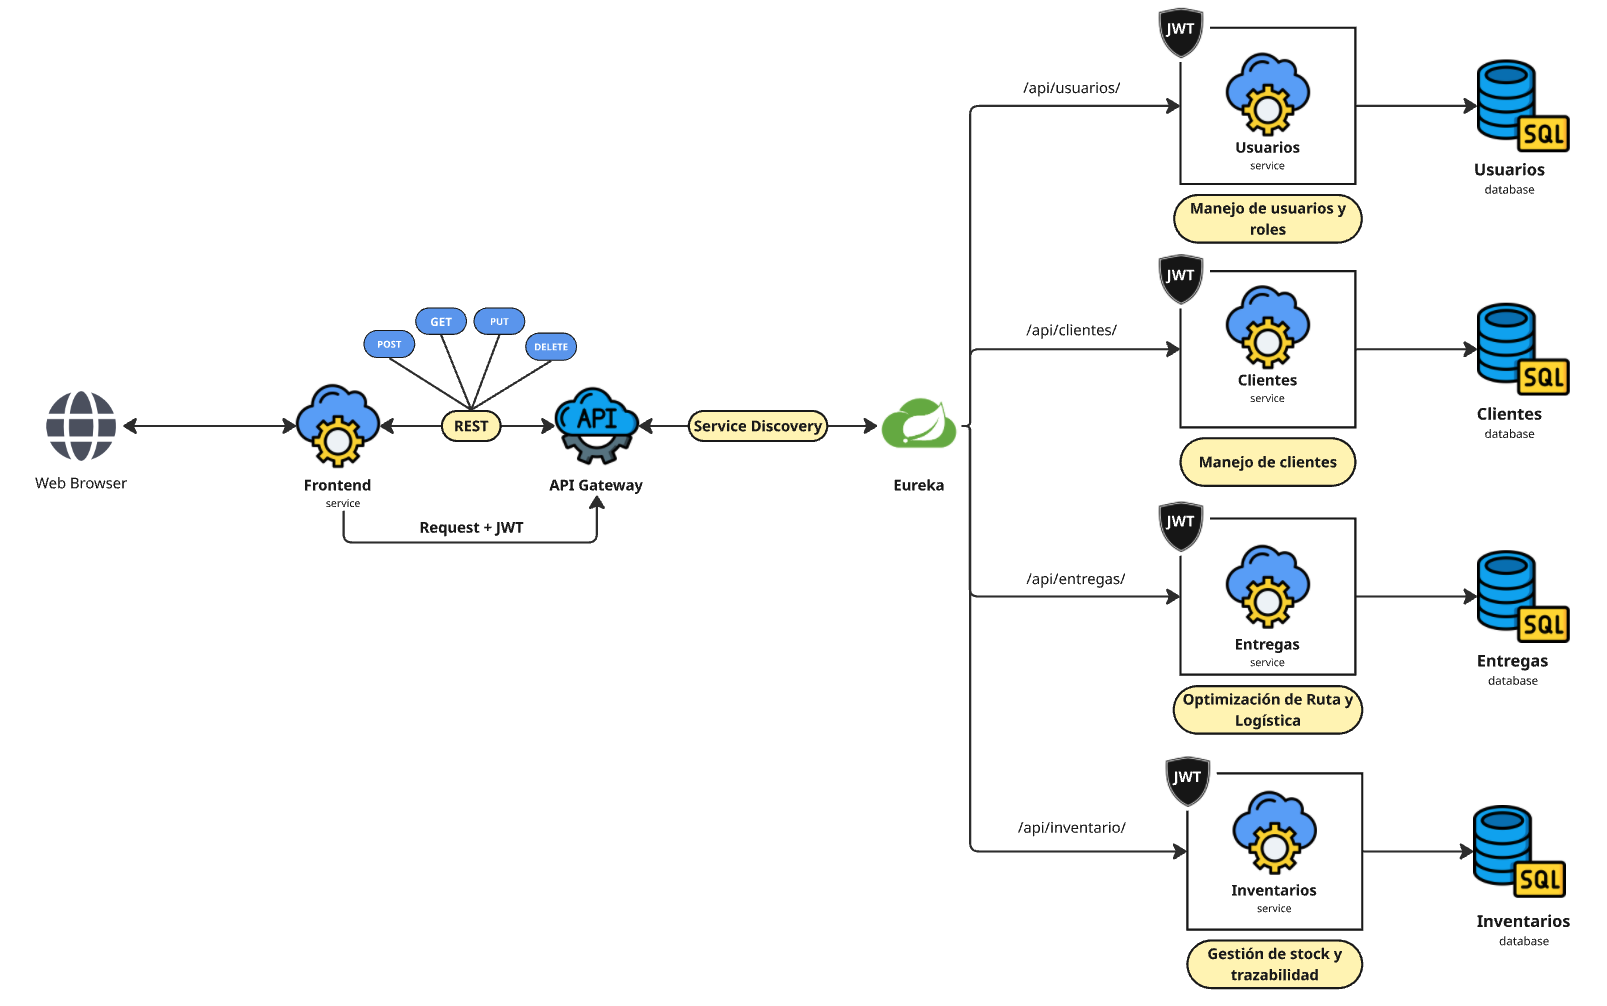 Web Browser
POST
GET
PUT
DELETE
REST
Frontend
service
API
API Gateway
Request + JWT
Service Discovery
Eureka
/api/usuarios/
JWT
Usuarios
service
Manejo de usuarios y
roles
SQL
Usuarios
database
/api/clientes/
JWT
Clientes
service
Manejo de clientes
SQL
Clientes
database
/api/entregas/
JWT
Entregas
service
Optimización de Ruta y
Logística
SQL
Entregas
database
/api/inventario/
JWT
Inventarios
service
Gestión de stock y
trazabilidad
SQL
Inventarios
database